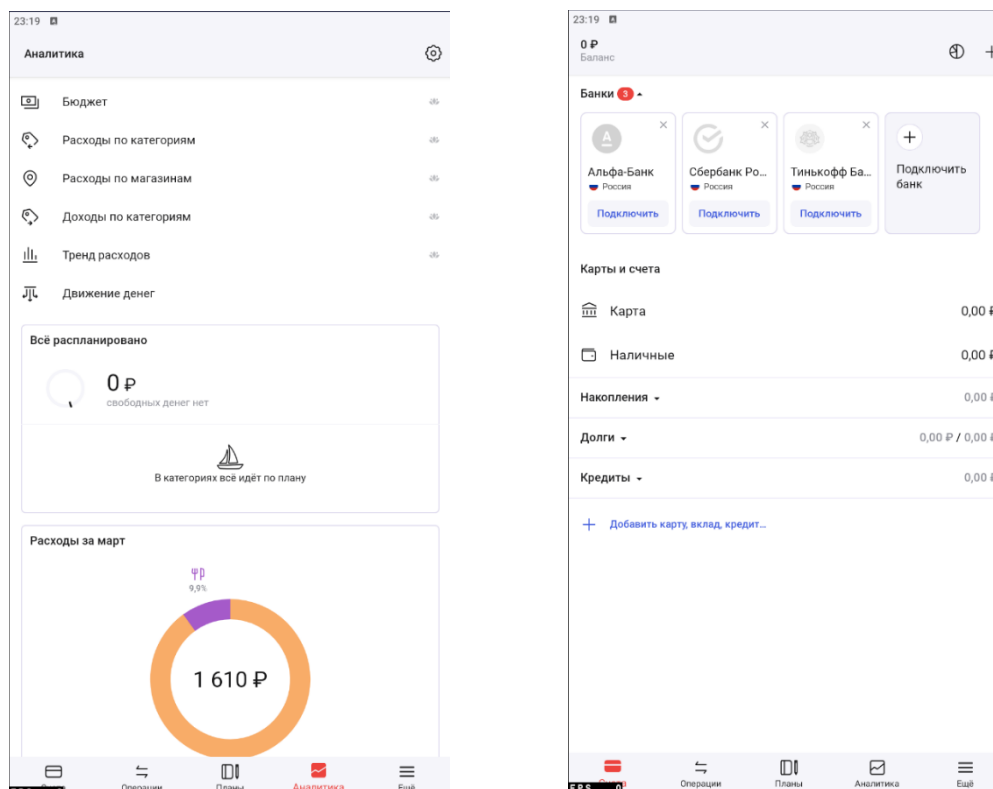 23:19
Аналитика
Бюджет
Расходы по категориям
Расходы по магазинам
Доходы по категориям
Тренд расходов
Движение денег
Всё распланировано
0 ₽
свободных денег нет
В категориях всё идёт по плану
Расходы за март
9,9%
1 610 ₽
Операции
Планы
Аналитика
Ещё
23:19
0 ₽
Баланс
Банки 3
Альфа-Банк
Россия
Подключить
Сбербанк Ро...
Россия
Подключить
Тинькофф Ба...
Россия
Подключить
Подключить
банк
Карты и счета
Карта 0,00 ₽
Наличные 0,00 ₽
Накопления 0,00 ₽
Долги 0,00 ₽ / 0,00 ₽
Кредиты 0,00 ₽
Добавить карту, вклад, кредит...
Операции
Планы
Аналитика
Ещё